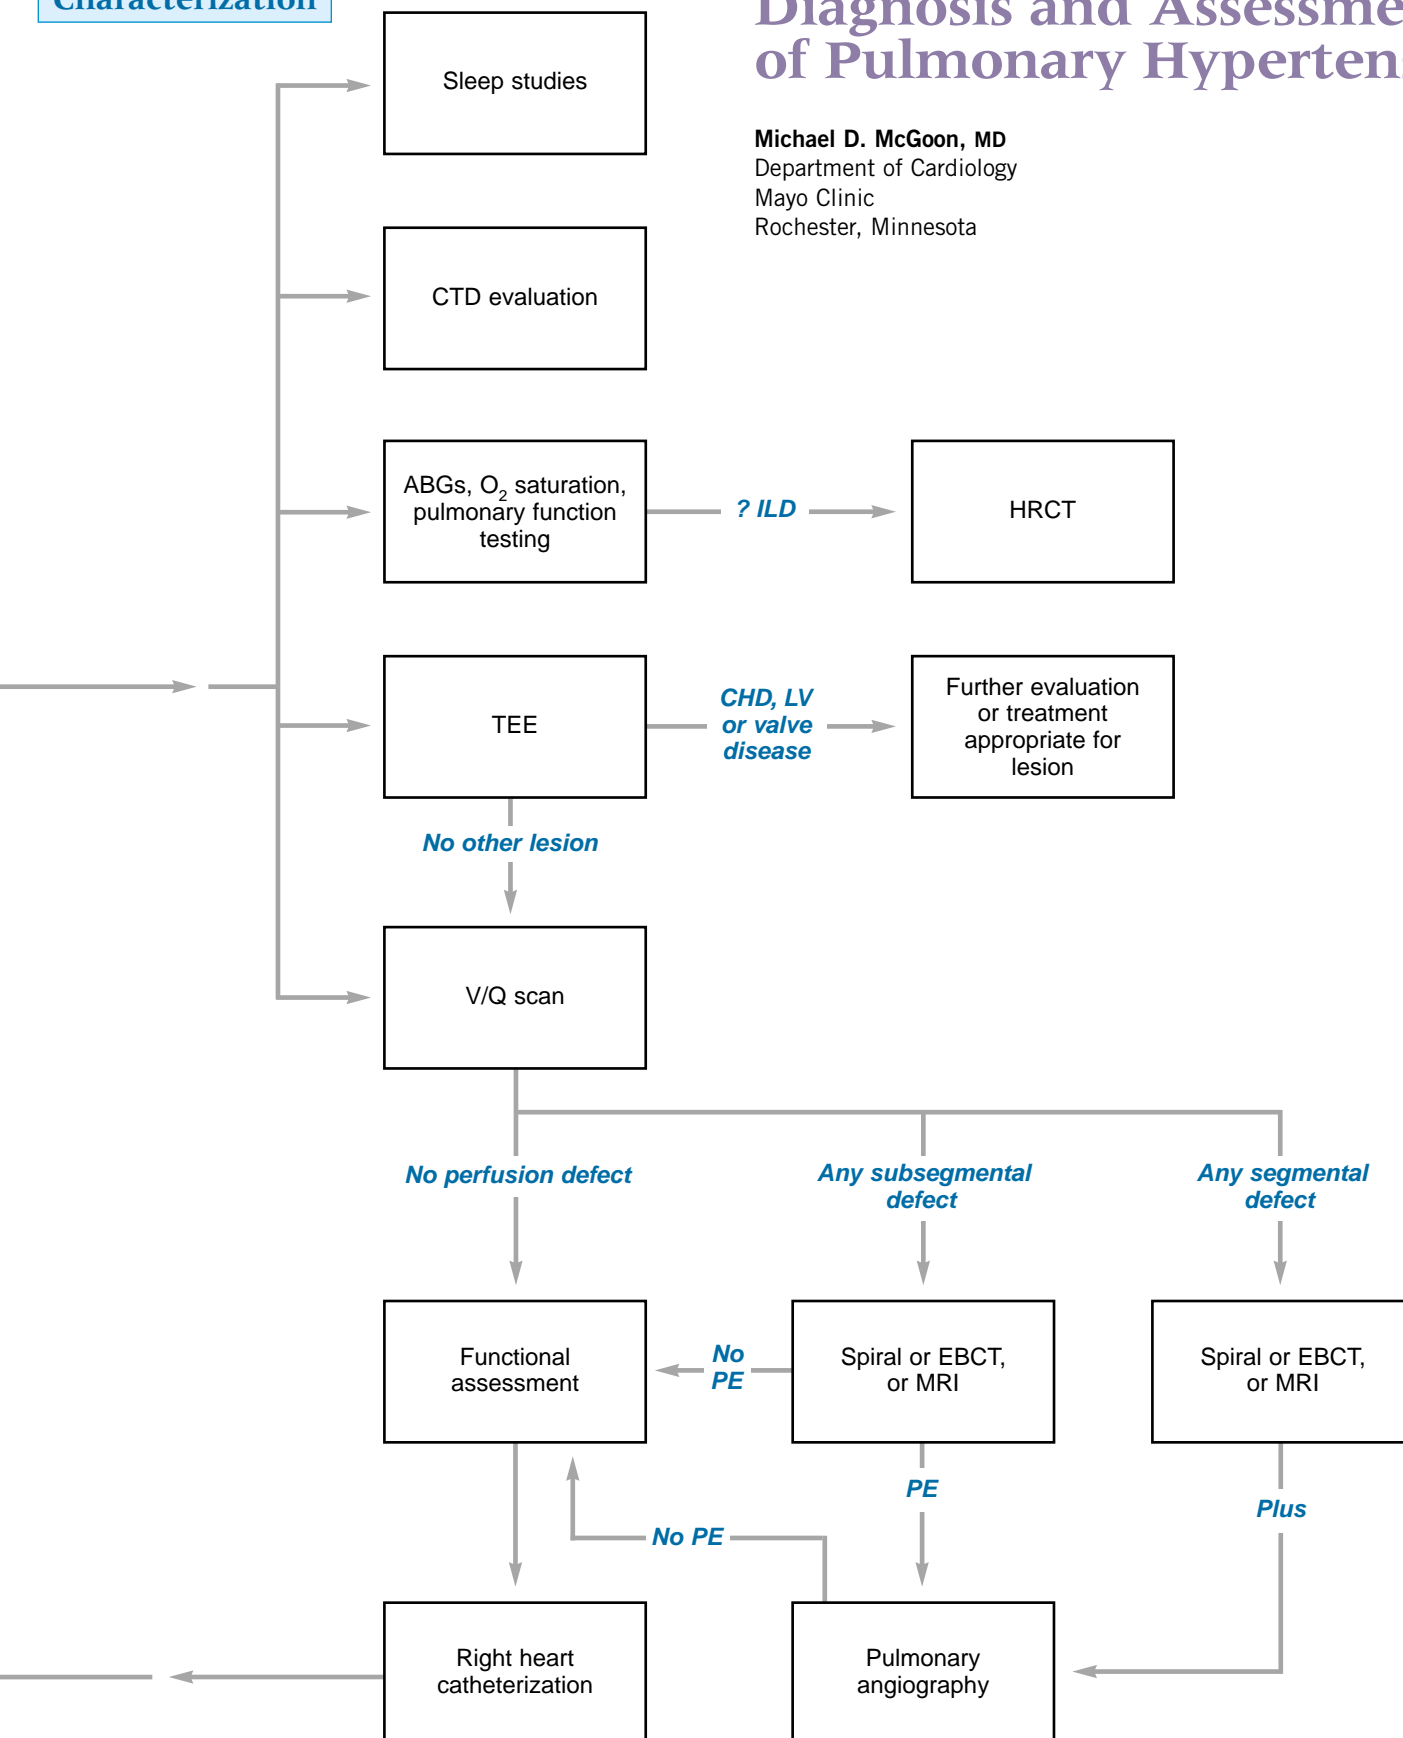 Characterization
Diagnosis and
of Pulmonary
Michael D. McGoon, MD
Department of Cardiology
Mayo Clinic
Rochester, Minnesota
Sleep studies
CTD evaluation
ABGs, O2 saturation,
pulmonary function
testing
? ILD
HRCT
TEE
CHD, LV
or valve
disease
Further evaluation
or treatment
appropriate for
lesion
No other lesion
V/Q scan
No perfusion defect
Any subsegmental
defect
Any segmental
defect
Functional
assessment
No
PE
Spiral or EBCT,
or MRI
Spiral or EBCT,
or MRI
PE
Plus
No PE
Right heart
catheterization
Pulmonary
angiography